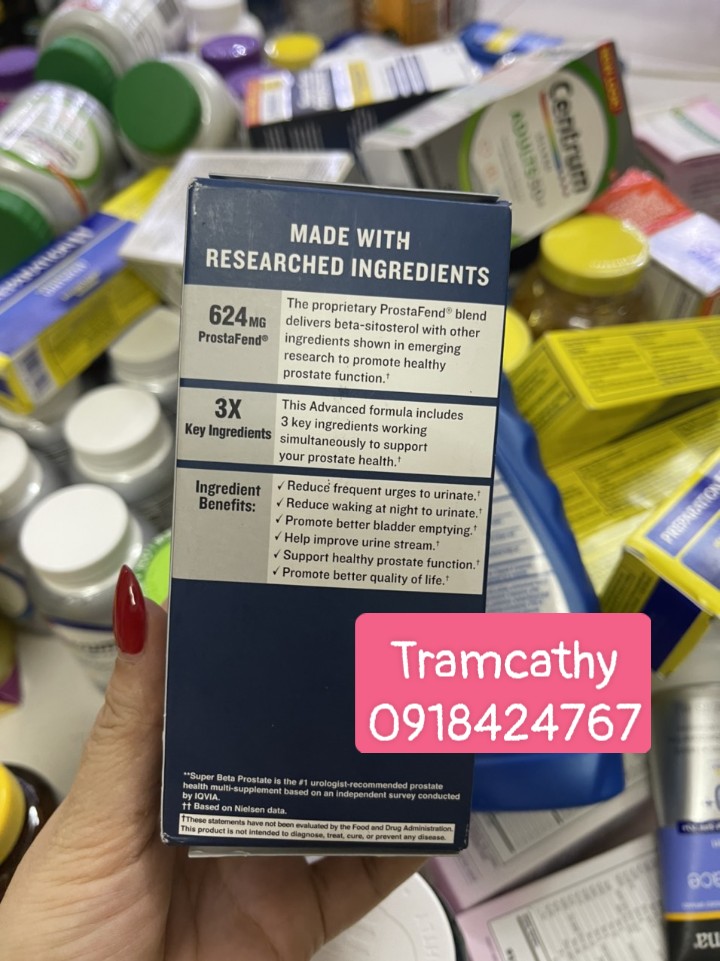 Centrum
ADULTS 50+
MADE WITH
RESEARCHED INGREDIENTS
624 MG
ProstaFend®
The proprietary ProstaFend® blend
delivers beta-sitosterol with other
ingredients shown in emerging
research to promote healthy
prostate function.†
3X
Key Ingredients
This Advanced formula includes
3 key ingredients working
simultaneously to support
your prostate health.†
Ingredient
Benefits:
✓ Reduce frequent urges to urinate.†
✓ Reduce waking at night to urinate.†
✓ Promote better bladder emptying.†
✓ Help improve urine stream.†
✓ Support healthy prostate function.†
✓ Promote better quality of life.†
PREPARATION
Tramcathy
0918424767
**Super Beta Prostate is the #1 urologist-recommended prostate
health multi-supplement based on an independent survey conducted
by IQVIA.
†† Based on Nielsen data.
†These statements have not been evaluated by the Food and Drug Administration.
This product is not intended to diagnose, treat, cure, or prevent any disease.